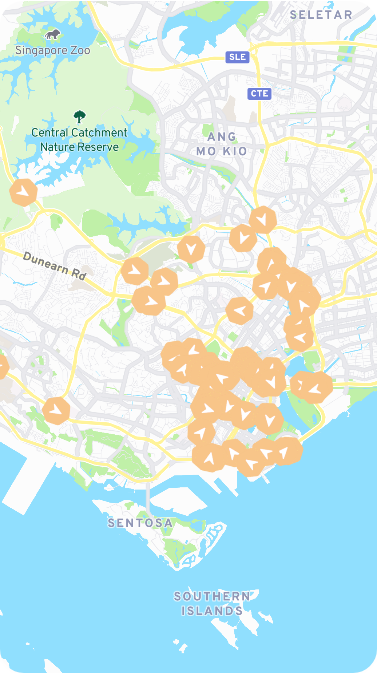 SELETAR
Singapore Zoo
SLE
CTE
Central Catchment
Nature Reserve
ANG
MO KIO
Dunearn Rd
SENTOSA
SOUTHERN
ISLANDS